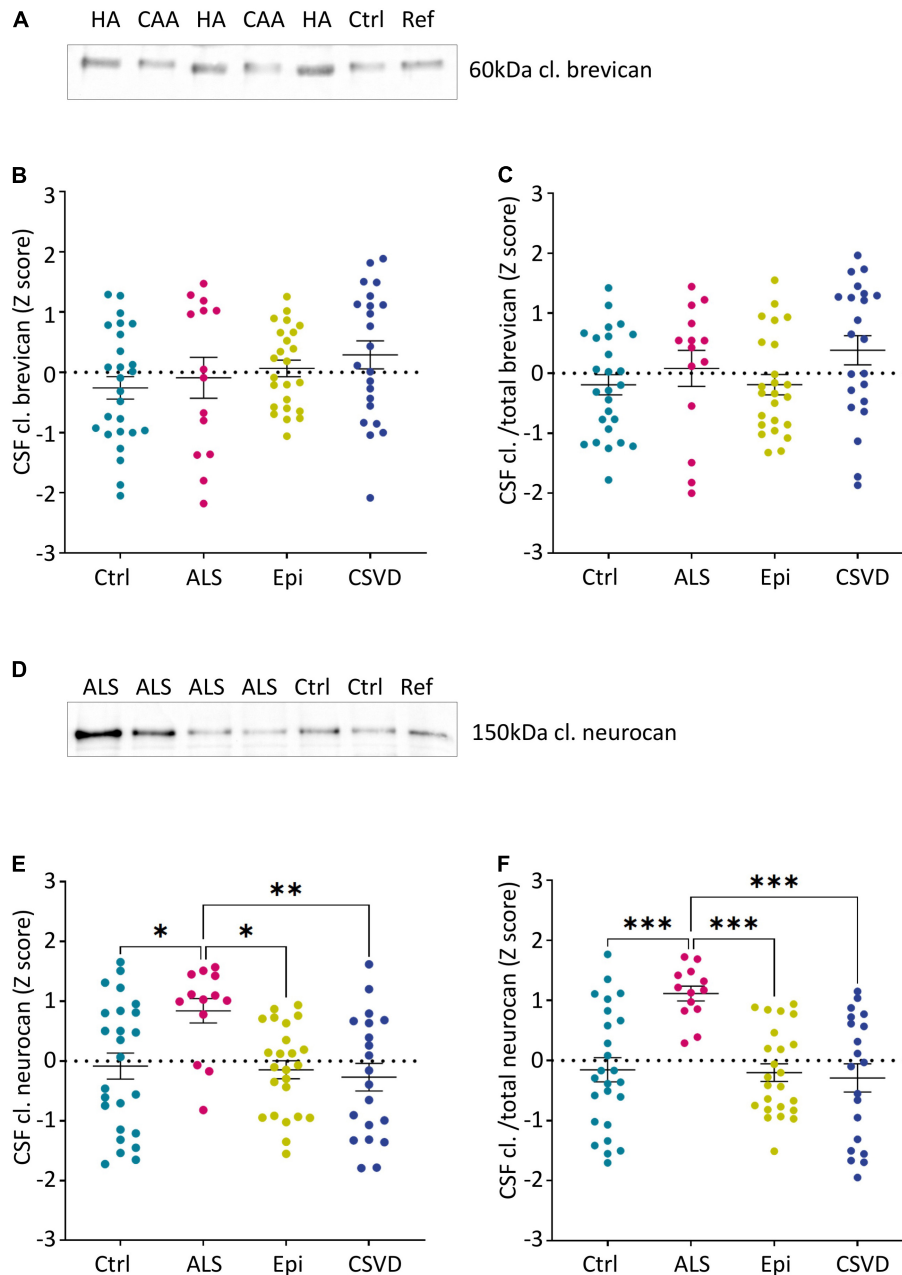 A
HA CAA HA CAA HA Ctrl Ref
60kDa cl. brevican
B
CSF cl. brevican (Z score)
3
2
1
0
-1
-2
-3
Ctrl ALS Epi CSVD
C
CSF cl. /total brevican (Z score)
3
2
1
0
-1
-2
-3
Ctrl ALS Epi CSVD
D
ALS ALS ALS ALS Ctrl Ctrl Ref
150kDa cl. neurocan
E
CSF cl. neurocan (Z score)
3
2
1
0
-1
-2
-3
**
* *
Ctrl ALS Epi CSVD
F
CSF cl. /total neurocan (Z score)
3
2
1
0
-1
-2
-3
***
*** ***
Ctrl ALS Epi CSVD